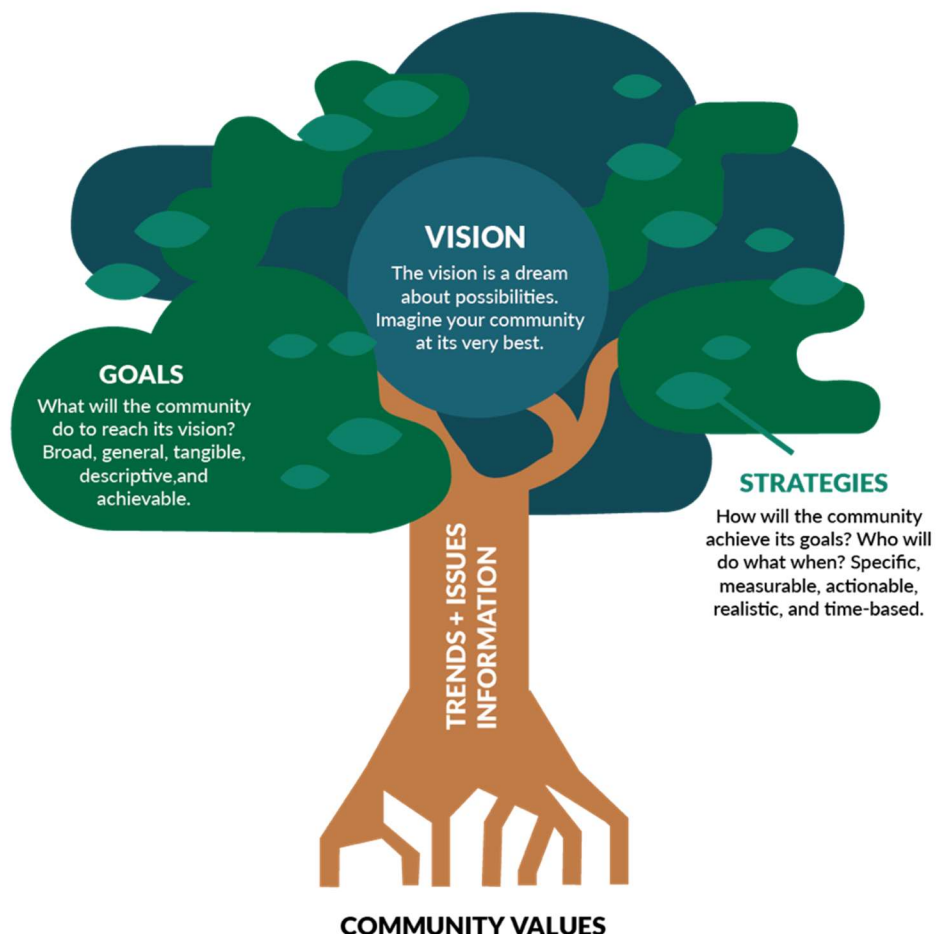 VISION
The vision is a dream
about possibilities.
Imagine your community
at its very best.
GOALS
What will the community
do to reach its vision?
Broad, general, tangible,
descriptive,and
achievable.
STRATEGIES
How will the community
achieve its goals? Who will
do what when? Specific,
measurable, actionable,
realistic, and time-based.
TRENDS + ISSUES
INFORMATION
COMMUNITY VALUES